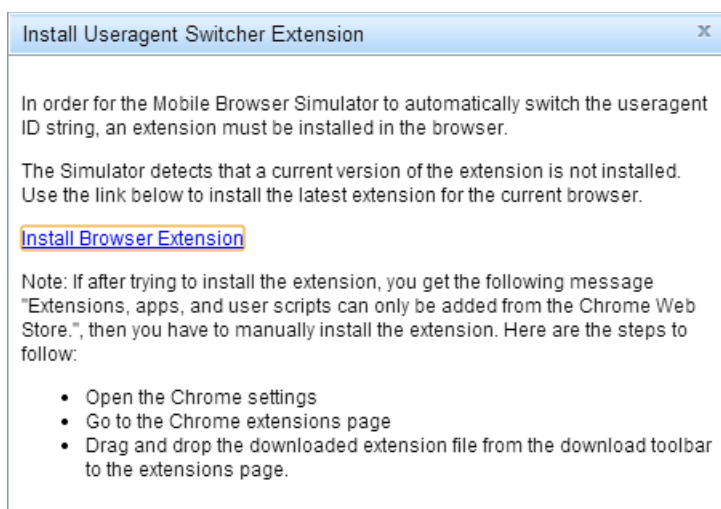 Install Useragent Switcher Extension x
In order for the Mobile Browser Simulator to automatically switch the useragent
ID string, an extension must be installed in the browser.
The Simulator detects that a current version of the extension is not installed.
Use the link below to install the latest extension for the current browser.
Install Browser Extension
Note: If after trying to install the extension, you get the following message
"Extensions, apps, and user scripts can only be added from the Chrome Web
Store.", then you have to manually install the extension. Here are the steps to
follow:
• Open the Chrome settings
• Go to the Chrome extensions page
• Drag and drop the downloaded extension file from the download toolbar
to the extensions page.